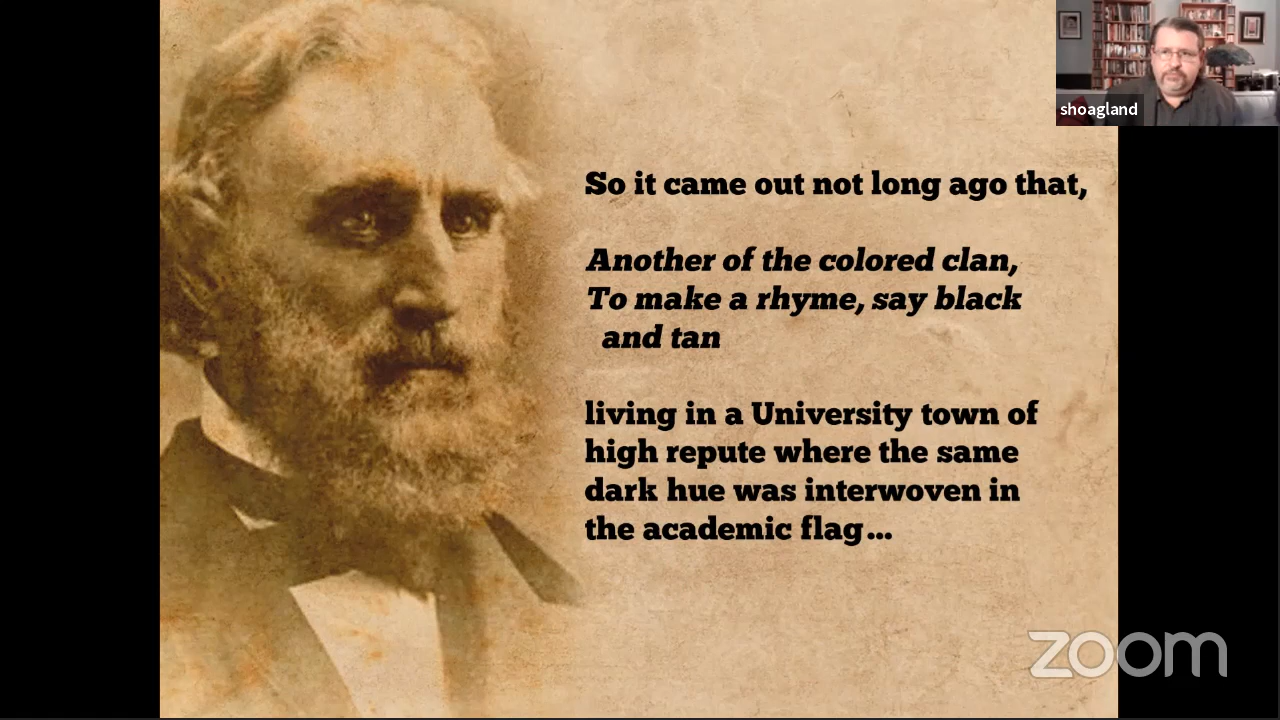 shoagland
So it came out not long ago that,
Another of the colored clan,
To make a rhyme, say black
and tan
living in a University town of
high repute where the same
dark hue was interwoven in
the academic flag...
zoom